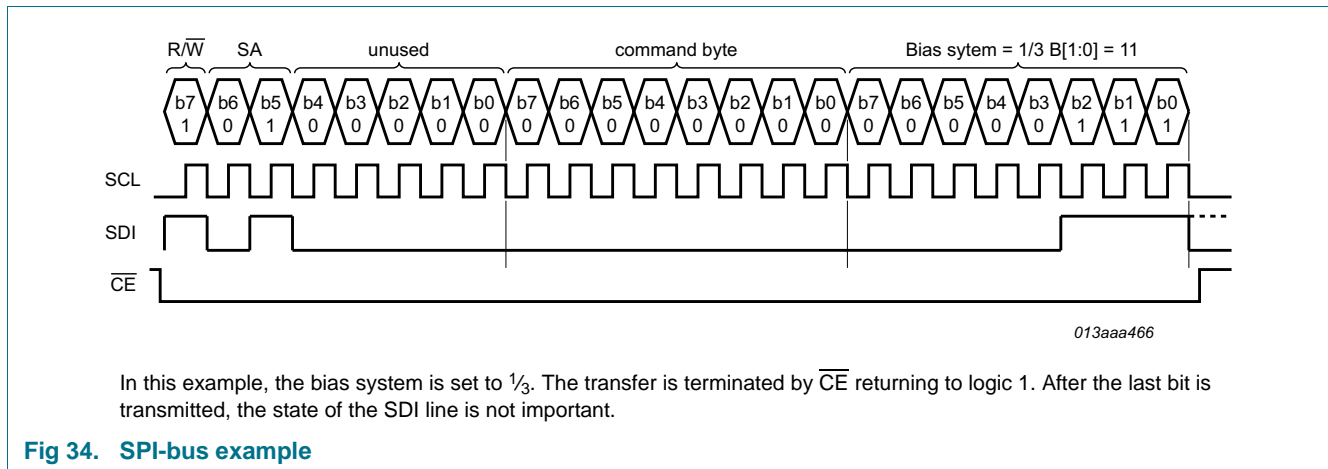 R/W SA unused command byte Bias sytem = 1/3 B[1:0] = 11
b7 b6 b5 b4 b3 b2 b1 b0 b7 b6 b5 b4 b3 b2 b1 b0 b7 b6 b5 b4 b3 b2 b1 b0
1 0 1 0 0 0 0 0 0 0 0 0 0 0 0 0 0 0 0 0 0 1 1 1
SCL
SDI
CE
013aaa466
In this example, the bias system is set to 1⁄3. The transfer is terminated by CE returning to logic 1. After the last bit is
transmitted, the state of the SDI line is not important.
Fig 34. SPI-bus example